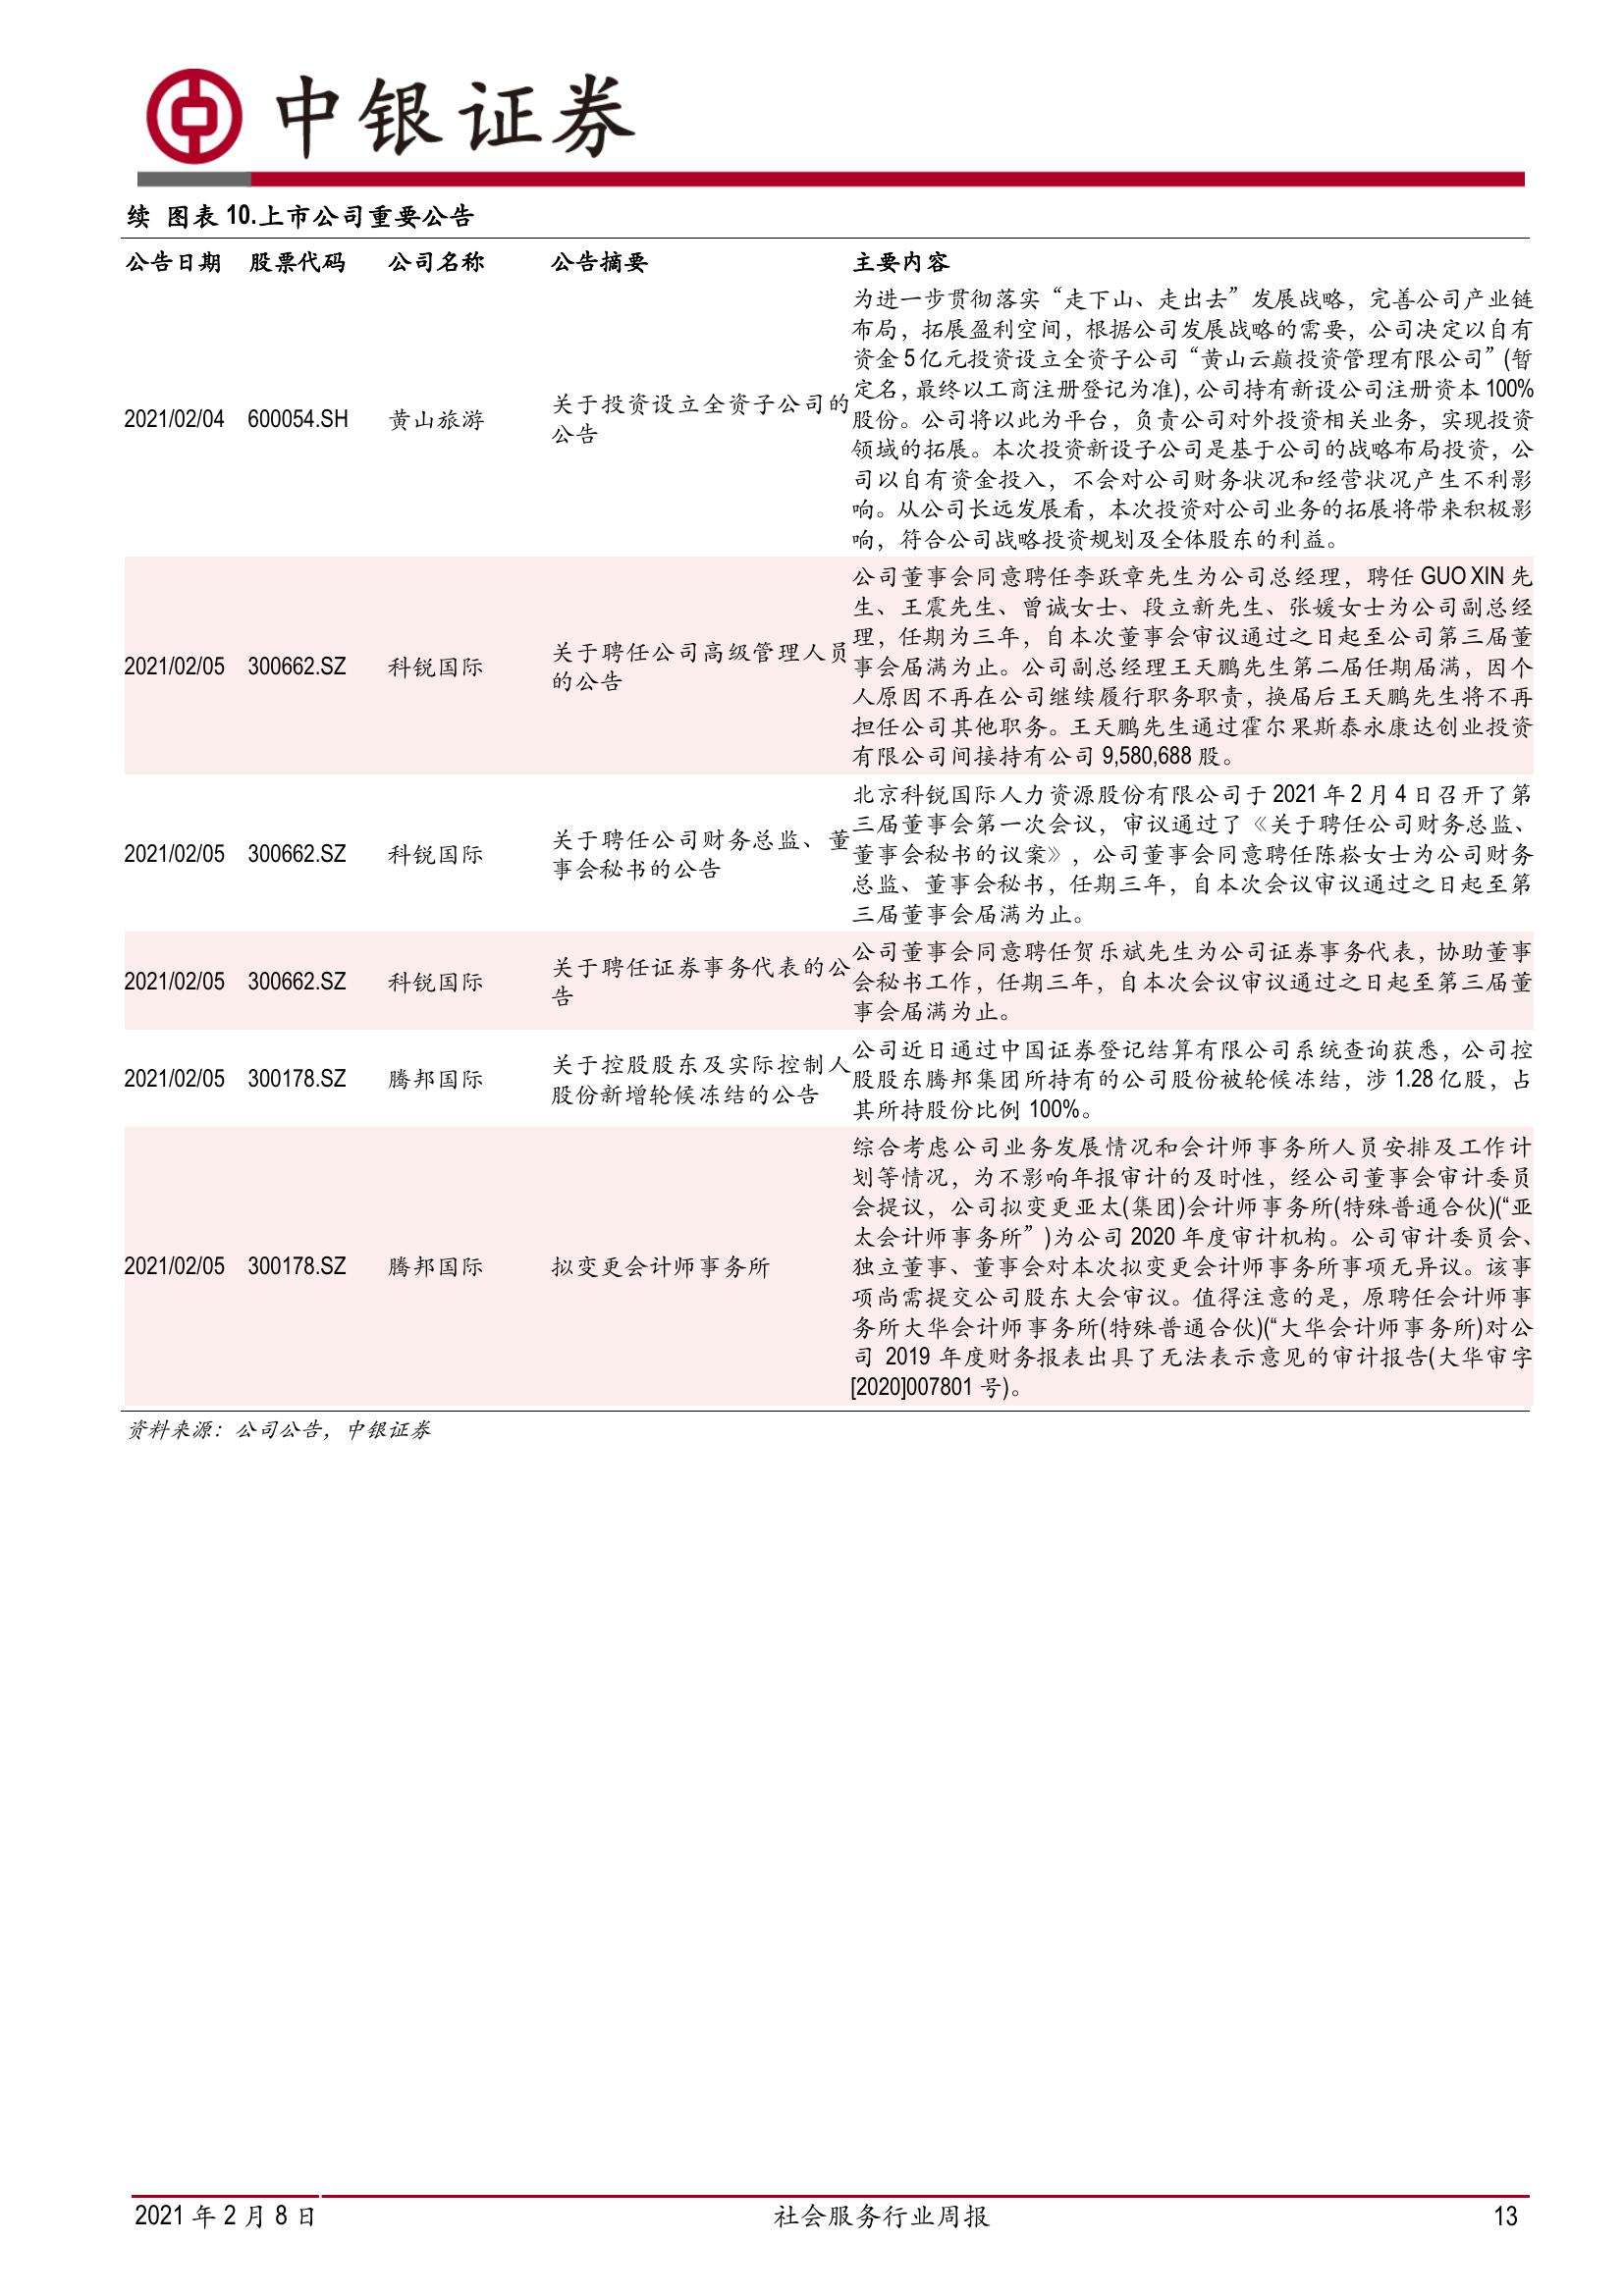 中银证券
续 图表 10.上市公司重要公告
公告日期 股票代码 公司名称 公告摘要 主要内容
2021/02/04 600054.SH 黄山旅游
关于投资设立全资子公司的
公告
为进一步贯彻落实“走下山、走出去”发展战略，完善公司产业链
布局，拓展盈利空间，根据公司发展战略的需要，公司决定以自有
资金 5 亿元投资设立全资子公司“黄山云巅投资管理有限公司”(暂
定名，最终以工商注册登记为准)，公司持有新设公司注册资本 100%
股份。公司将以此为平台，负责公司对外投资相关业务，实现投资
领域的拓展。本次投资新设子公司是基于公司的战略布局投资，公
司以自有资金投入，不会对公司财务状况和经营状况产生不利影
响。从公司长远发展看，本次投资对公司业务的拓展将带来积极影
响，符合公司战略投资规划及全体股东的利益。
2021/02/05 300662.SZ 科锐国际
关于聘任公司高级管理人员
的公告
公司董事会同意聘任李跃章先生为公司总经理，聘任 GUO XIN 先
生、王震先生、曾诚女士、段立新先生、张媛女士为公司副总经
理，任期为三年，自本次董事会审议通过之日起至公司第三届董
事会届满为止。公司副总经理王天鹏先生第二届任期届满，因个
人原因不再在公司继续履行职务职责，换届后王天鹏先生将不再
担任公司其他职务。王天鹏先生通过霍尔果斯泰永康达创业投资
有限公司间接持有公司 9,580,688 股。
2021/02/05 300662.SZ 科锐国际
关于聘任公司财务总监、董
事会秘书的公告
北京科锐国际人力资源股份有限公司于 2021 年 2 月 4 日召开了第
三届董事会第一次会议，审议通过了《关于聘任公司财务总监、
董事会秘书的议案》，公司董事会同意聘任陈崧女士为公司财务
总监、董事会秘书，任期三年，自本次会议审议通过之日起至第
三届董事会届满为止。
2021/02/05 300662.SZ 科锐国际
关于聘任证券事务代表的公
告
公司董事会同意聘任贺乐斌先生为公司证券事务代表，协助董事
会秘书工作，任期三年，自本次会议审议通过之日起至第三届董
事会届满为止。
2021/02/05 300178.SZ 腾邦国际
关于控股股东及实际控制人
股份新增轮候冻结的公告
公司近日通过中国证券登记结算有限公司系统查询获悉，公司控
股股东腾邦集团所持有的公司股份被轮候冻结，涉 1.28 亿股，占
其所持股份比例 100%。
2021/02/05 300178.SZ 腾邦国际 拟变更会计师事务所
综合考虑公司业务发展情况和会计师事务所人员安排及工作计
划等情况，为不影响年报审计的及时性，经公司董事会审计委员
会提议，公司拟变更亚太(集团)会计师事务所(特殊普通合伙)(“亚
太会计师事务所”)为公司 2020 年度审计机构。公司审计委员会、
独立董事、董事会对本次拟变更会计师事务所事项无异议。该事
项尚需提交公司股东大会审议。值得注意的是，原聘任会计师事
务所大华会计师事务所(特殊普通合伙)(“大华会计师事务所)对公
司 2019 年度财务报表出具了无法表示意见的审计报告(大华审字
[2020]007801 号)。
资料来源：公司公告，中银证券
2021 年 2 月 8 日 社会服务行业周报 13